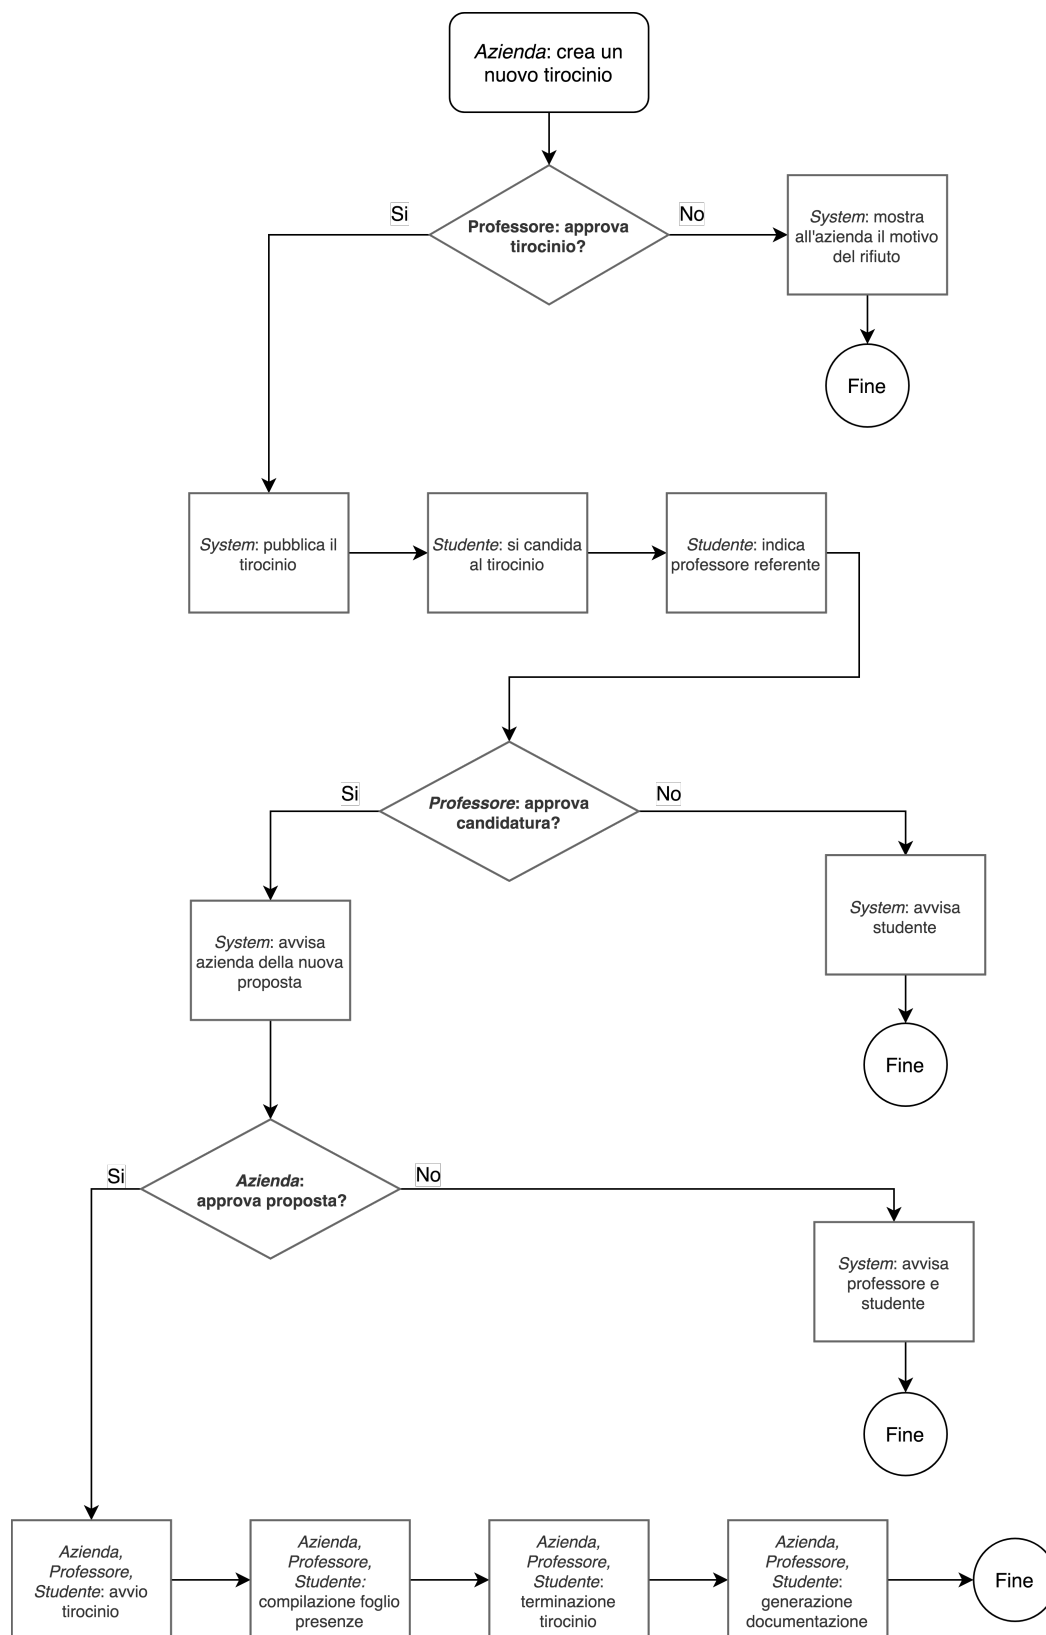 Azienda: crea un
nuovo tirocinio
Si
No
Professore: approva
tirocinio?
System: mostra
all'azienda il motivo
del rifiuto
Fine
System: pubblica il
tirocinio
Studente: si candida
al tirocinio
Studente: indica
professore referente
Si
No
Professore: approva
candidatura?
System: avvisa
studente
System: avvisa
azienda della nuova
proposta
Fine
Si
No
Azienda:
approva proposta?
System: avvisa
professore e
studente
Fine
Azienda,
Professore,
Studente: avvio
tirocinio
Azienda,
Professore,
Studente:
compilazione foglio
presenze
Azienda,
Professore,
Studente:
terminazione
tirocinio
Azienda,
Professore,
Studente:
generazione
documentazione
Fine